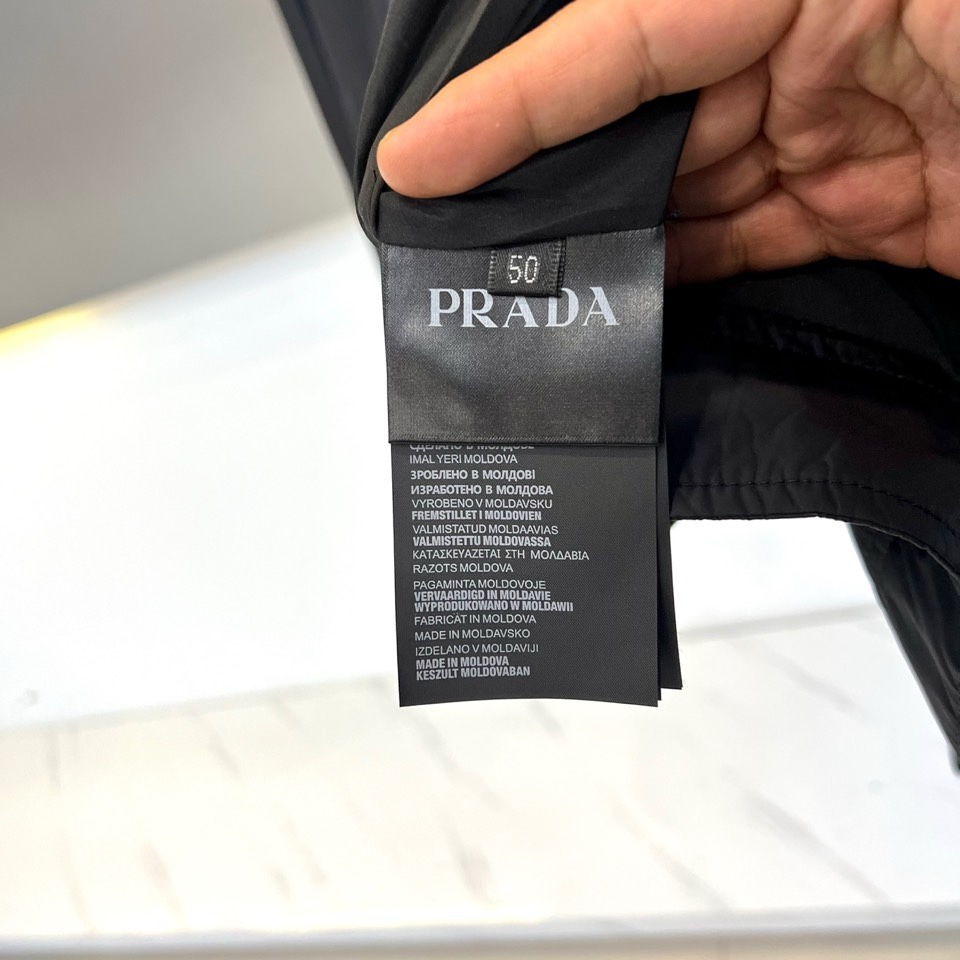 50
PRADA
СДЕЛАНО В МОЛДОВЕ
IMAL YERI MOLDOVA
ЗРОБЛЕНО В МОЛДОВІ
ИЗРАБОТЕНО В МОЛДОВА
VYROBENO V MOLDAVSKU
FREMSTILLET I MOLDOVIEN
VALMISTATUD MOLDAAVIAS
VALMISTETTU MOLDOVASSA
ΚΑΤΑΣΚΕΥΑΖΕΤΑΙ ΣΤΗ ΜΟΛΔΑΒΙΑ
RAZOTS MOLDOVA
PAGAMINTA MOLDOVOJE
VERVAARDIGD IN MOLDAVIE
WYPRODUKOWANO W MOLDAWII
FABRICAT IN MOLDOVA
MADE IN MOLDAVSKO
IZDELANO V MOLDAVIJI
MADE IN MOLDOVA
KESZULT MOLDOVABAN